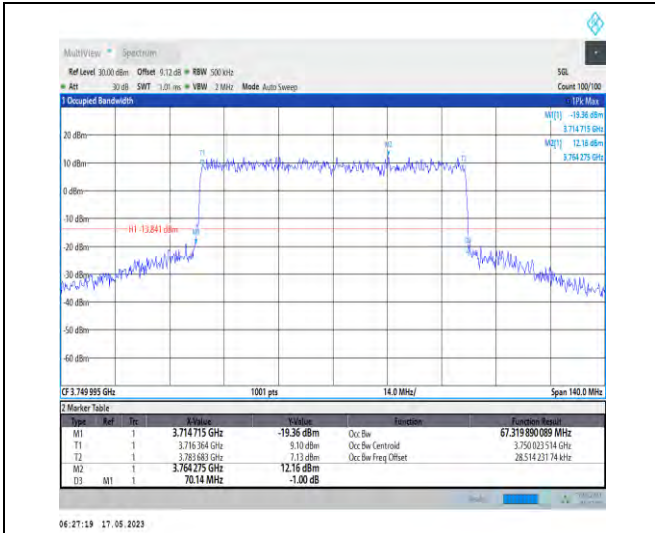 MultiView Spectrum
Ref Level 30.00 dBm Offset 9.12 dB RBW 500 kHz SGL
Att 30 dB SWT 1.01 ms VBW 2 MHz Mode Auto Sweep Count 100/100
1 Occupied Bandwidth 1Pk Max
M1[1] -19.36 dBm
3.714 715 GHz
20 dBm M2[1] 12.16 dBm
M2 3.764 275 GHz
T1 T2
10 dBm
0 dBm
-10 dBm
H1 -13.841 dBm
M1
-30 dBm
-40 dBm
-50 dBm
-60 dBm
CF 3.749 995 GHz 1001 pts 14.0 MHz/ Span 140.0 MHz
2 Marker Table
Type Ref Trc X-Value Y-Value Function Function Result
M1 1 3.714 715 GHz -19.36 dBm Occ Bw 67.319 890 089 MHz
T1 1 3.716 364 GHz 9.10 dBm Occ Bw Centroid 3.750 023 514 GHz
T2 1 3.783 683 GHz 7.13 dBm Occ Bw Freq Offset 28.514 231 74 kHz
M2 1 3.764 275 GHz 12.16 dBm
D3 M1 1 70.14 MHz -1.00 dB
06:27:19 17.05.2023